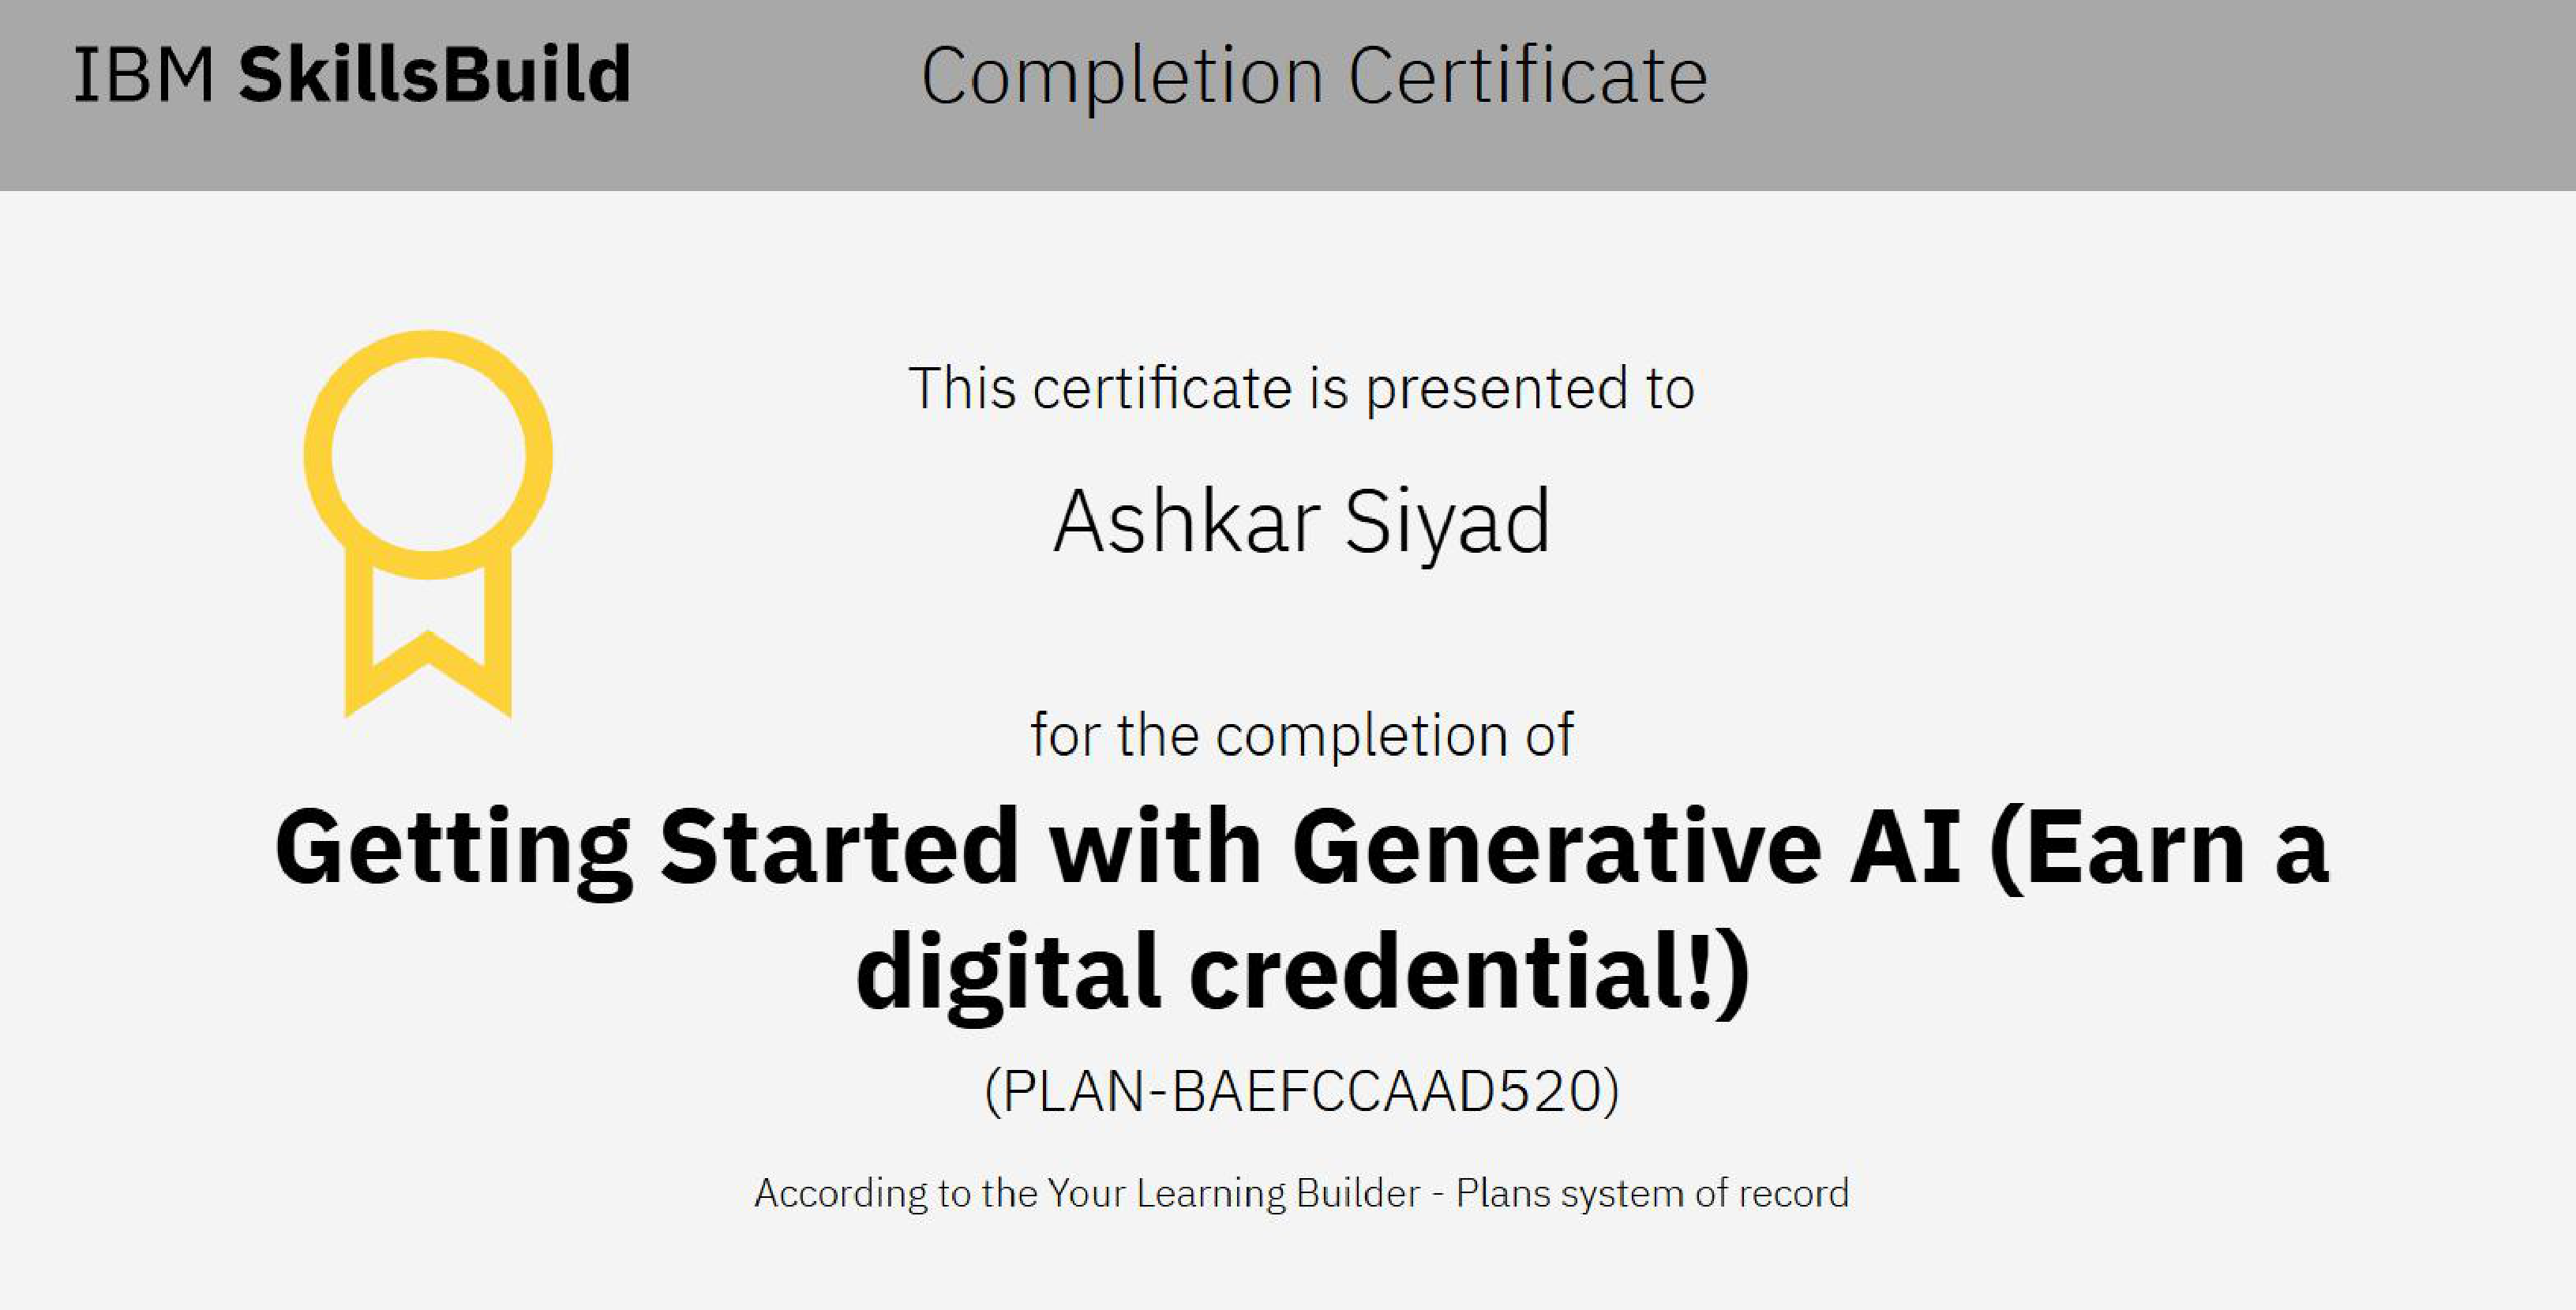 IBM SkillsBuild
Completion Certificate
This certificate is presented to
Ashkar Siyad
for the completion of
Getting Started with Generative AI (Earn a
digital credential!)
(PLAN-BAEFCCAAD520)
According to the Your Learning Builder - Plans system of record